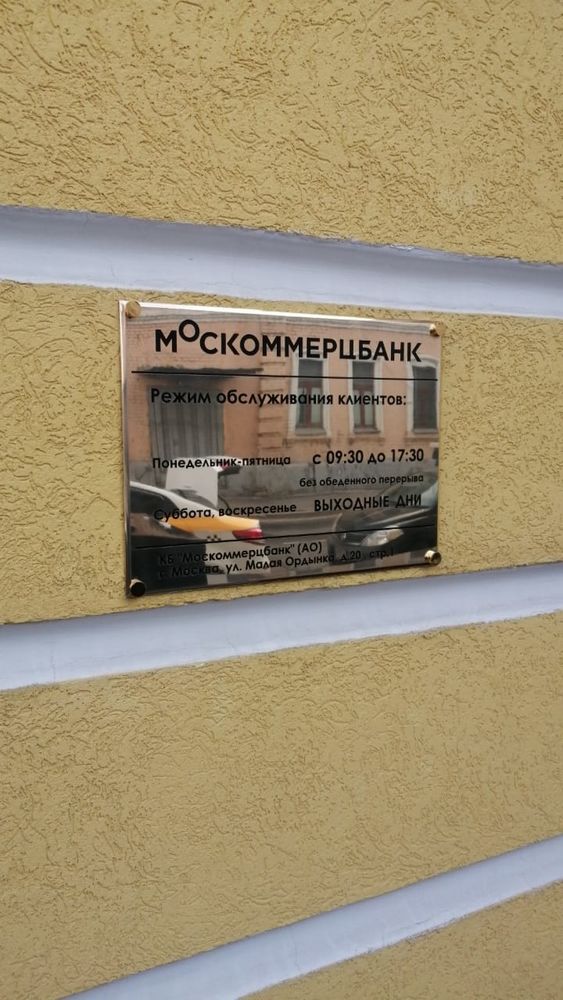 МОСКОММЕРЦБАНК
Режим обслуживания клиентов:
Понедельник-пятница с 09:30 до 17:30
без обеденного перерыва
Суббота, воскресенье ВЫХОДНЫЕ ДНИ
КБ "Москоммерцбанк" (АО)
г. Москва, ул. Малая Ордынка, д.20, стр.1